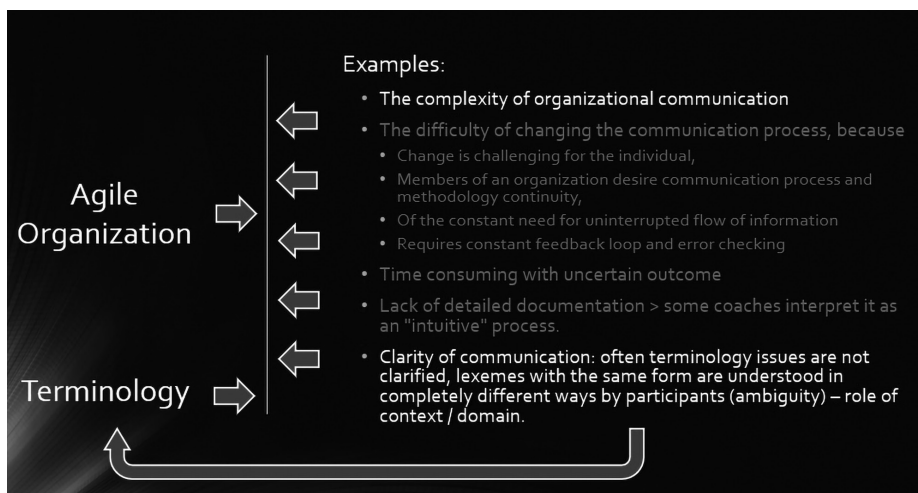 Examples:
• The complexity of organizational communication
• The difficulty of changing the communication process, because
• Change is challenging for the individual,
• Members of an organization desire communication process and
methodology continuity,
• Of the constant need for uninterrupted flow of information
• Requires constant feedback loop and error checking
• Time consuming with uncertain outcome
• Lack of detailed documentation > some coaches interpret it as
an "intuitive" process.
• Clarity of communication: often terminology issues are not
clarified, lexemes with the same form are understood in
completely different ways by participants (ambiguity) – role of
context / domain.
Agile
Organization
Terminology